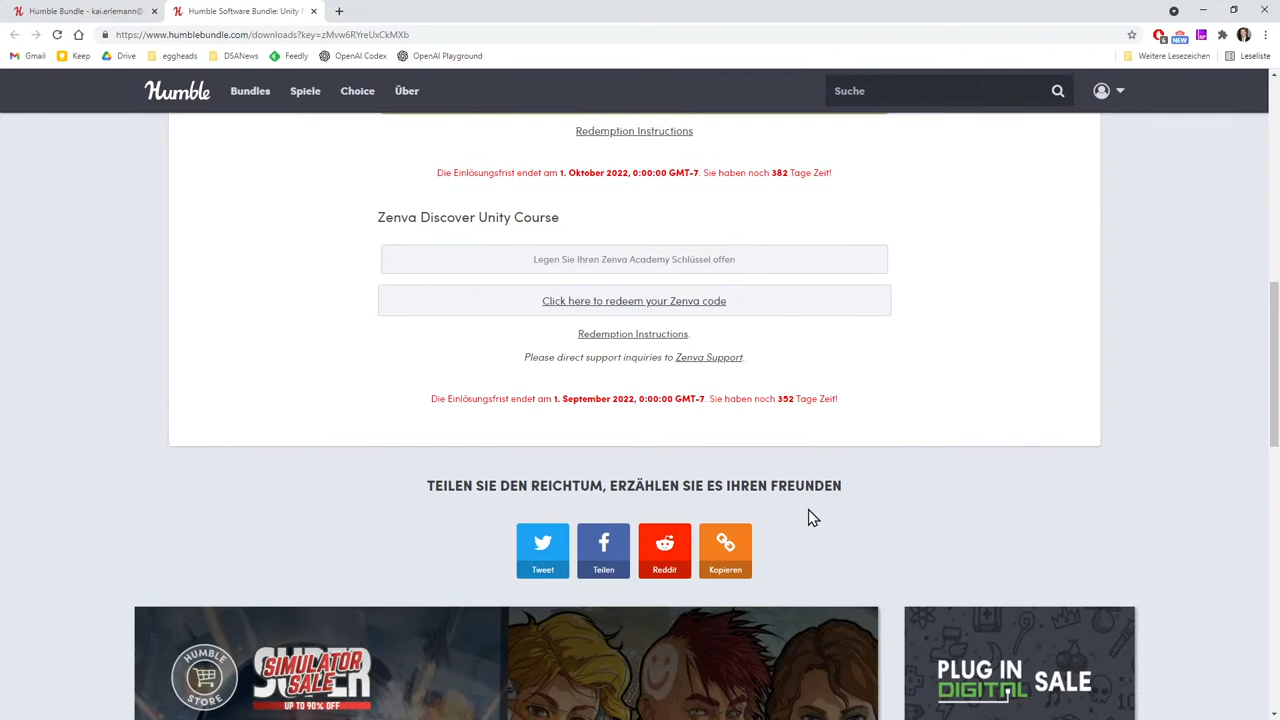 Humble Bundle - kai.erlemann@
Humble Software Bundle: Unity F
https://www.humblebundle.com/downloads?key=zMvw6RYreUxCkMXb
6
NEW
Gmail
Keep
Drive
eggheads
DSANews
Feedly
OpenAI Codex
OpenAI Playground
Weitere Lesezeichen
Leseliste
Humble
Bundles
Spiele
Choice
Über
Suche
Redemption Instructions
Die Einlösungsfrist endet am 1. Oktober 2022, 0:00:00 GMT-7. Sie haben noch 382 Tage Zeit!
Zenva Discover Unity Course
Legen Sie Ihren Zenva Academy Schlüssel offen
Click here to redeem your Zenva code
Redemption Instructions.
Please direct support inquiries to Zenva Support.
Die Einlösungsfrist endet am 1. September 2022, 0:00:00 GMT-7. Sie haben noch 352 Tage Zeit!
TEILEN SIE DEN REICHTUM, ERZÄHLEN SIE ES IHREN FREUNDEN
Tweet
Teilen
Reddit
Kopieren
HUMBLE
STORE
SUPER
SIMULATOR
SALE
UP TO 90% OFF
PLUG IN
DIGITAL
SALE